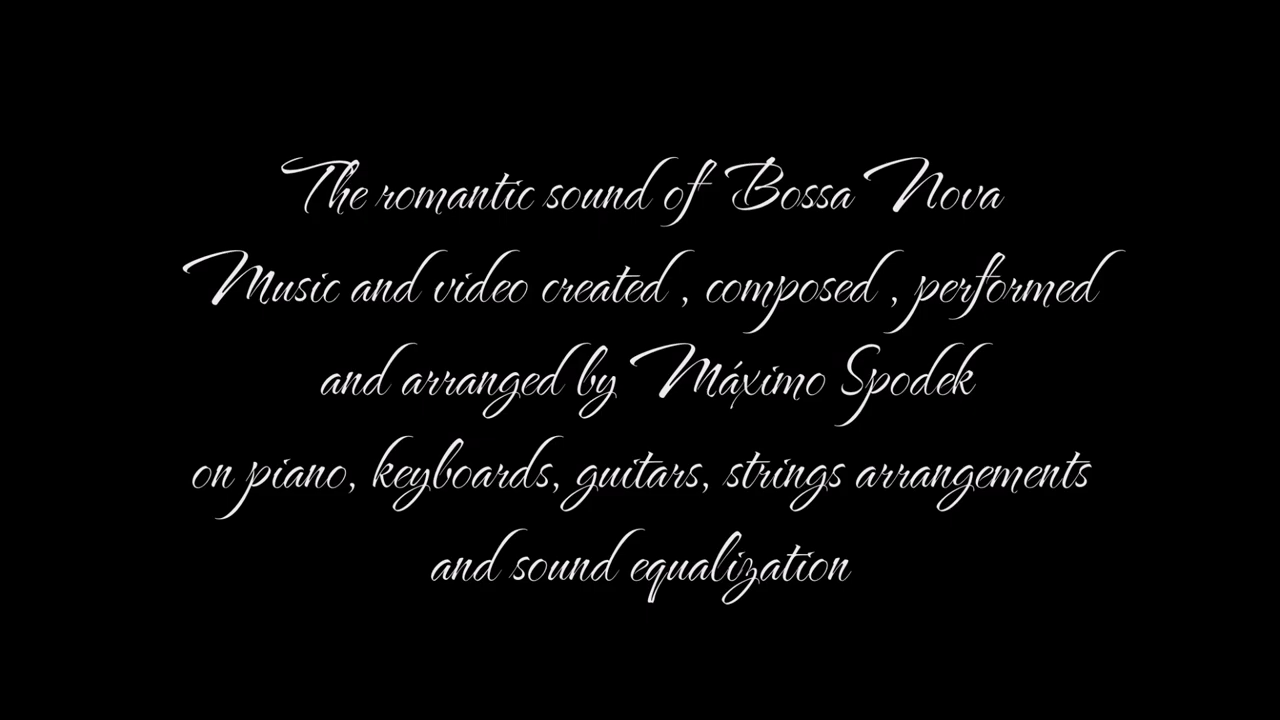 The romantic sound of Bossa Nova
Music and video created , composed , performed
and arranged by Máximo Spodek
on piano, keyboards, guitars, strings arrangements
and sound equalization